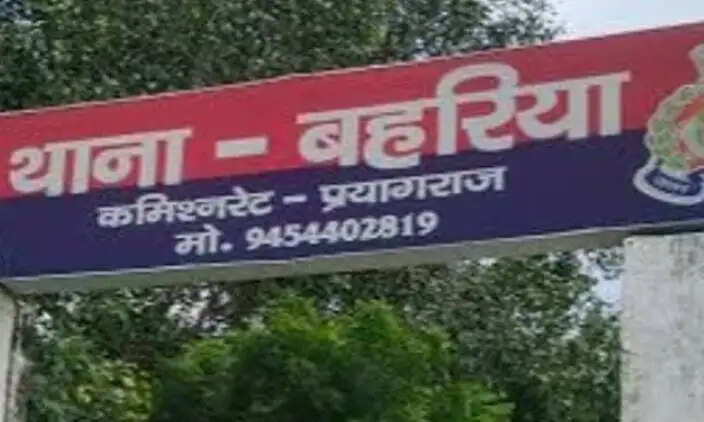 थाना - बहरिया
कमिश्नरेट - प्रयागराज
मो. 9454402819